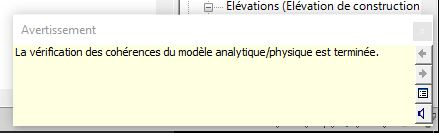 Elévations (Elévation de construction
Avertissement
La vérification des cohérences du modèle analytique/physique est terminée.